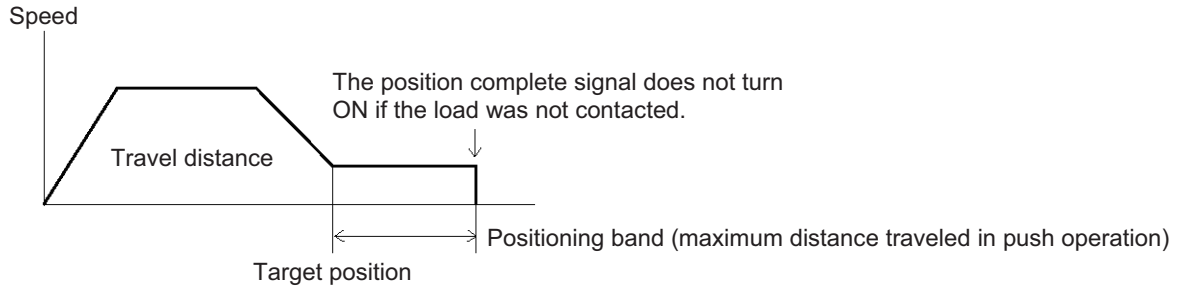 Speed
The position complete signal does not turn
ON if the load was not contacted.
Travel distance
Positioning band (maximum distance traveled in push operation)
Target position